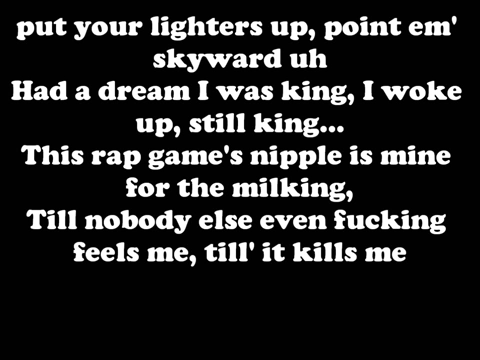 put your lighters up, point em'
skyward uh
Had a dream I was king, I woke
up, still king...
This rap game's nipple is mine
for the milking,
Till nobody else even fucking
feels me, till' it kills me